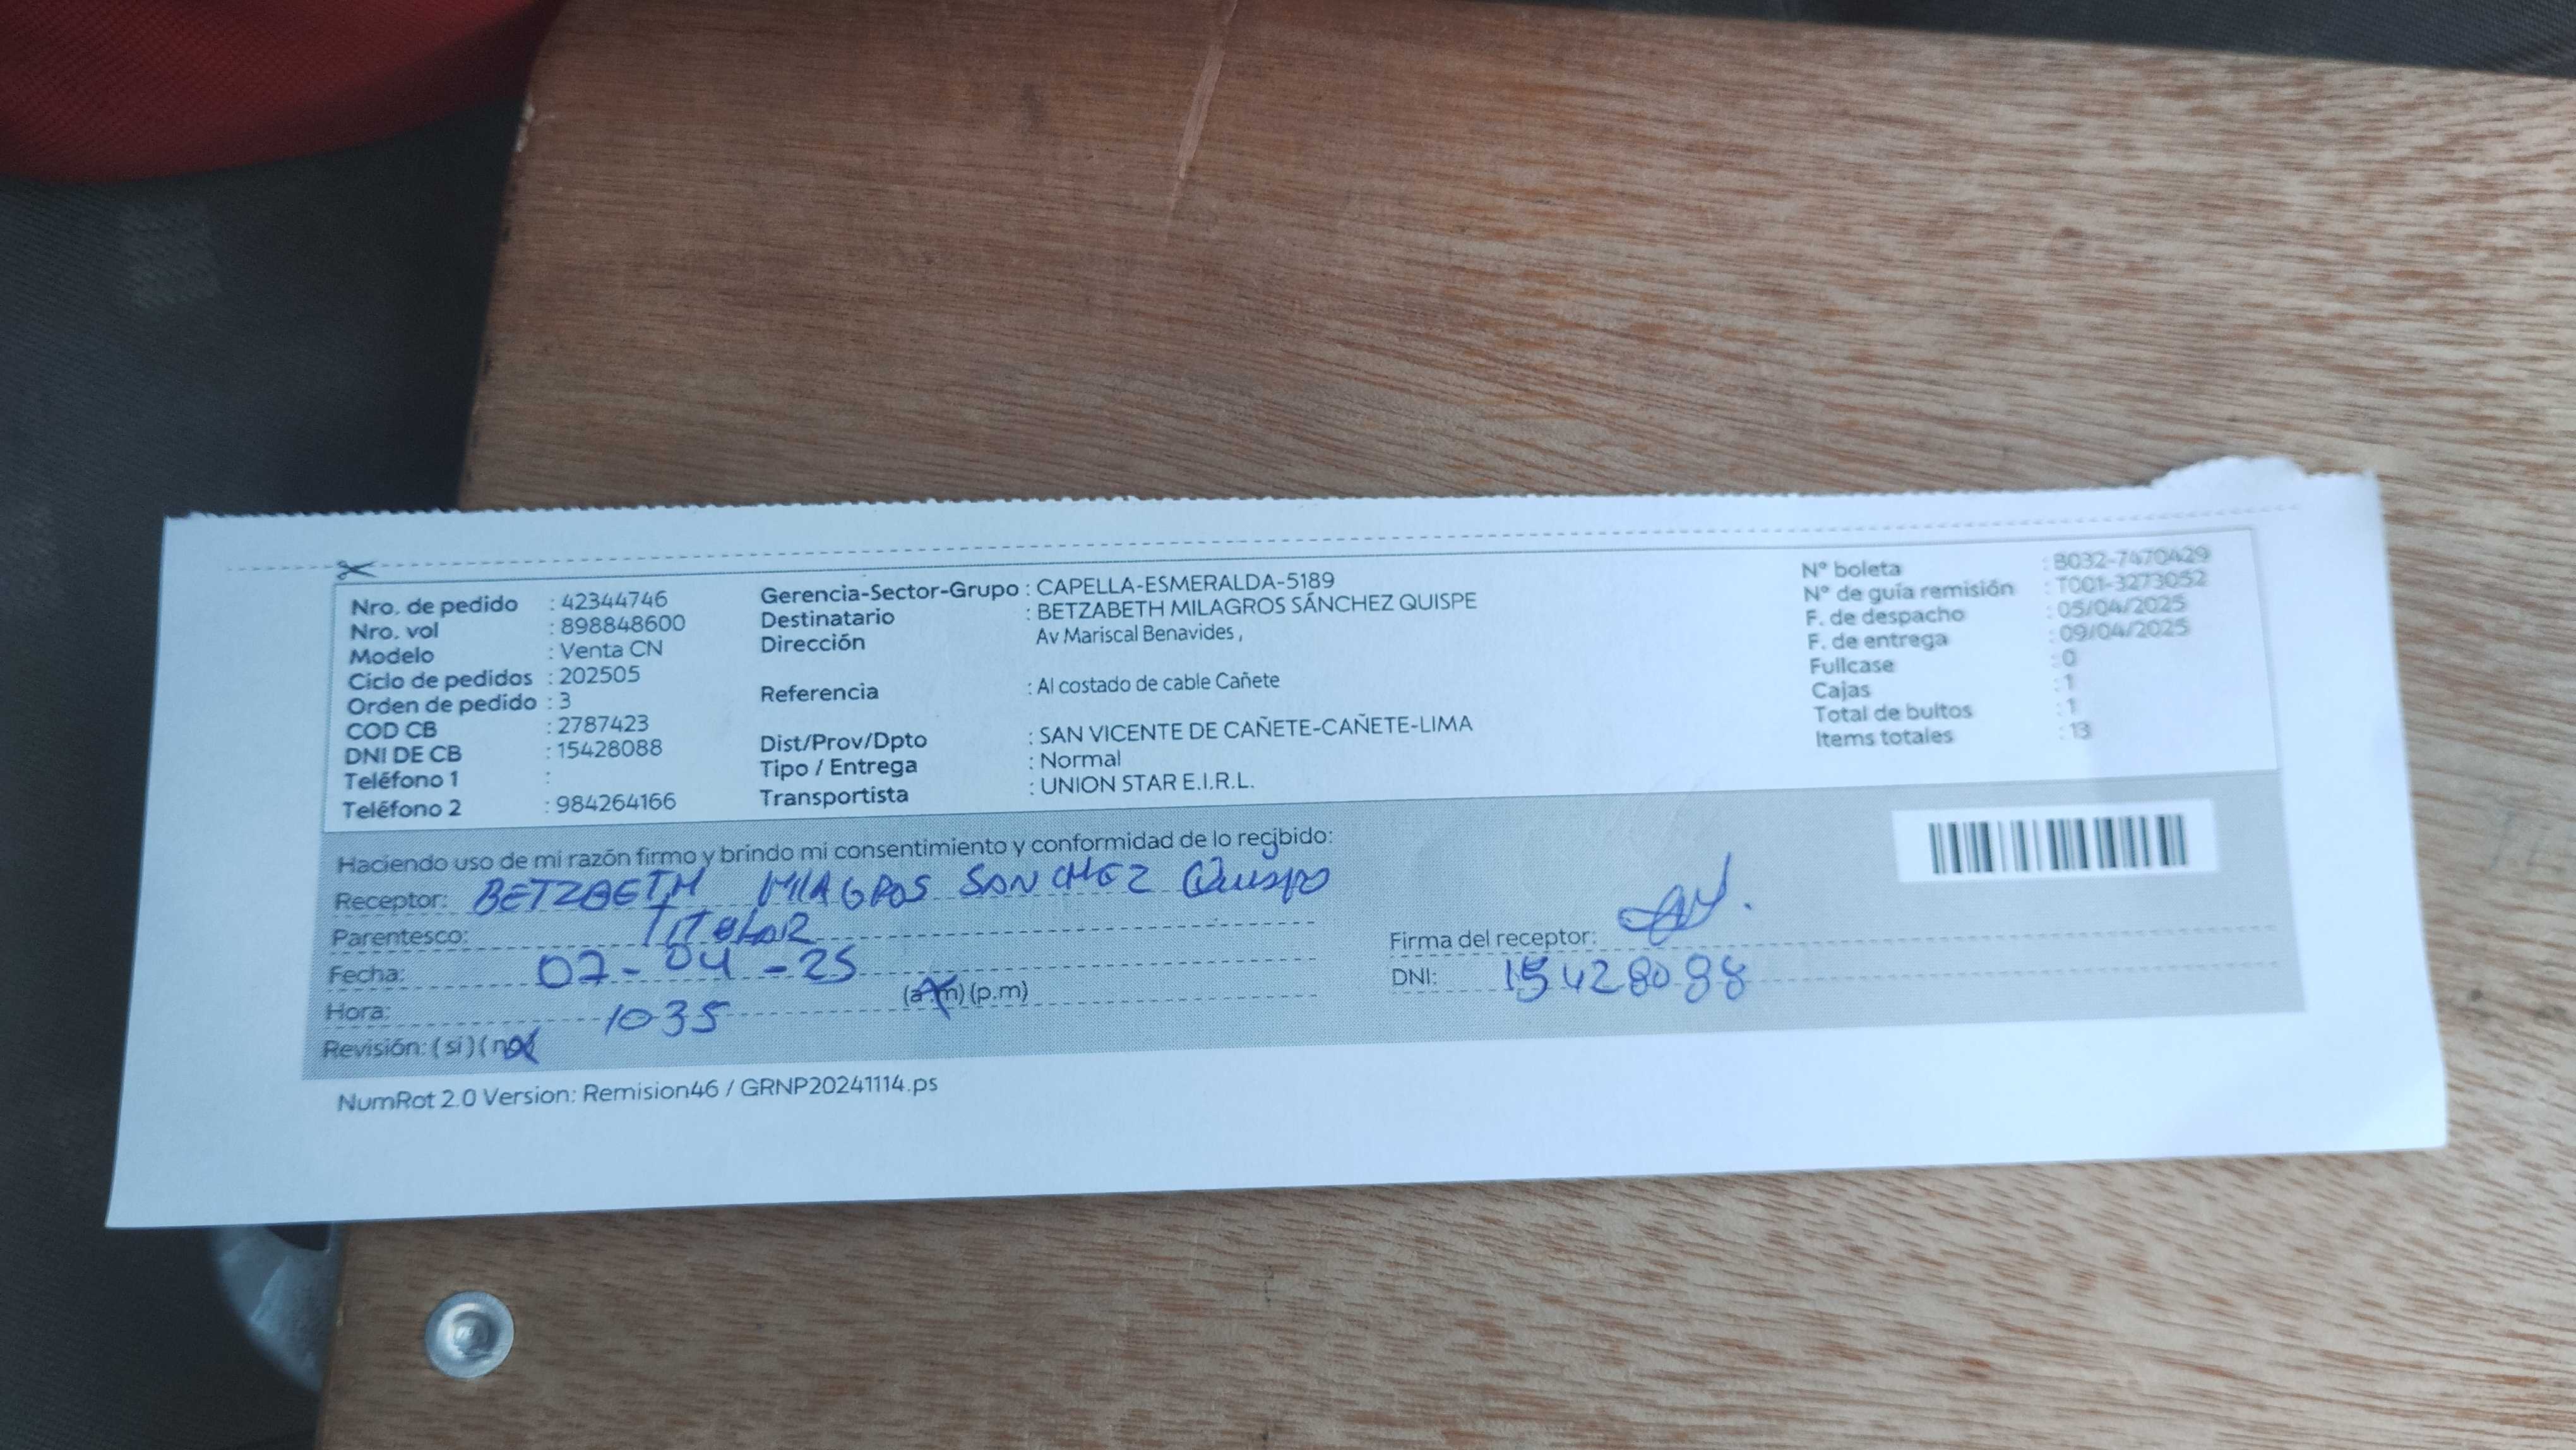 Nro. de pedido : 42344746
Nro. vol : 898848600
Modelo : Venta CN
Ciclo de pedidos : 202505
Orden de pedido : 3
COD CB : 2787423
DNI DE CB : 15428088
Teléfono 1 :
Teléfono 2 : 984264166
Gerencia-Sector-Grupo : CAPELLA-ESMERALDA-5189
Destinatario : BETZABETH MILAGROS SÁNCHEZ QUISPE
Dirección Av Mariscal Benavides ,
Referencia : Al costado de cable Cañete
Dist/Prov/Dpto : SAN VICENTE DE CAÑETE-CAÑETE-LIMA
Tipo / Entrega : Normal
Transportista : UNION STAR E.I.R.L.
N° boleta : B032-7470429
N° de guía remisión : T001-3273052
F. de despacho : 05/04/2025
F. de entrega : 09/04/2025
Fullcase : 0
Cajas : 1
Total de bultos : 1
Items totales : 13
Haciendo uso de mi razón firmo y brindo mi consentimiento y conformidad de lo recibido:
Receptor: BETZBETH MILAGROS SANCHEZ Quispe
Parentesco: TITULAR
Fecha: 07-04-25
Hora: 1035 (a.m) (p.m)
Revisión: (si) (no)
Firma del receptor:
DNI: 15428088
NumRot 2.0 Version: Remision46 / GRNP20241114.ps